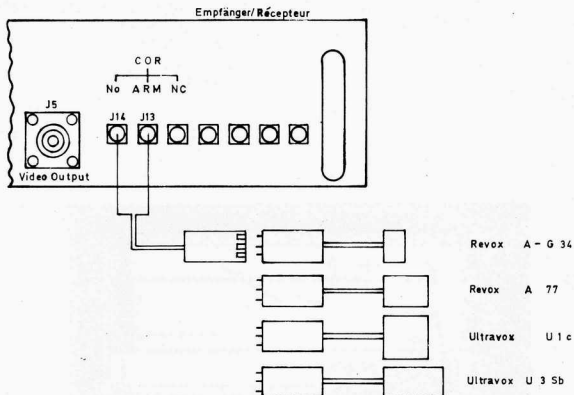 Empfänger/Récepteur
COR
No ARM NC
J5
J14 J13
Video Output
Revox A-G 34
Revox A 77
Ultravox U 1 c
Ultravox U 3 Sb